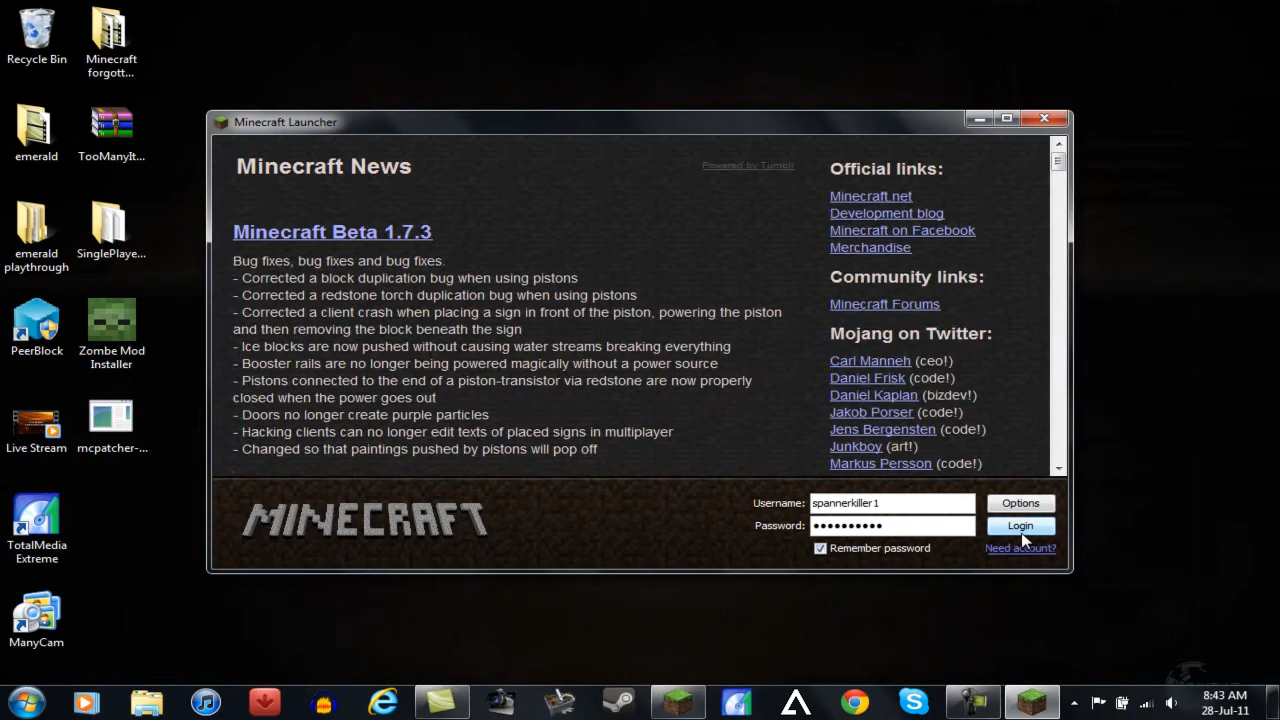 Recycle Bin
Minecraft
forgott...
emerald
TooManyIt...
emerald
playthrough
SinglePlaye...
PeerBlock
Zombe Mod
Installer
Live Stream
mcpatcher-...
TotalMedia
Extreme
ManyCam
Minecraft Launcher
Minecraft News
Powered by Tumblr
Minecraft Beta 1.7.3
Bug fixes, bug fixes and bug fixes.
- Corrected a block duplication bug when using pistons
- Corrected a redstone torch duplication bug when using pistons
- Corrected a client crash when placing a sign in front of the piston, powering the piston
and then removing the block beneath the sign
- Ice blocks are now pushed without causing water streams breaking everything
- Booster rails are no longer being powered magically without a power source
- Pistons connected to the end of a piston-transistor via redstone are now properly
closed when the power goes out
- Doors no longer create purple particles
- Hacking clients can no longer edit texts of placed signs in multiplayer
- Changed so that paintings pushed by pistons will pop off
Official links:
Minecraft.net
Development blog
Minecraft on Facebook
Merchandise
Community links:
Minecraft Forums
Mojang on Twitter:
Carl Manneh (ceo!)
Daniel Frisk (code!)
Daniel Kaplan (bizdev!)
Jakob Porser (code!)
Jens Bergensten (code!)
Junkboy (art!)
Markus Persson (code!)
MINECRAFT
Username: spannerkiller1
Options
Password: ●●●●●●●●●●
Login
Remember password
Need account?
8:43 AM
28-Jul-11